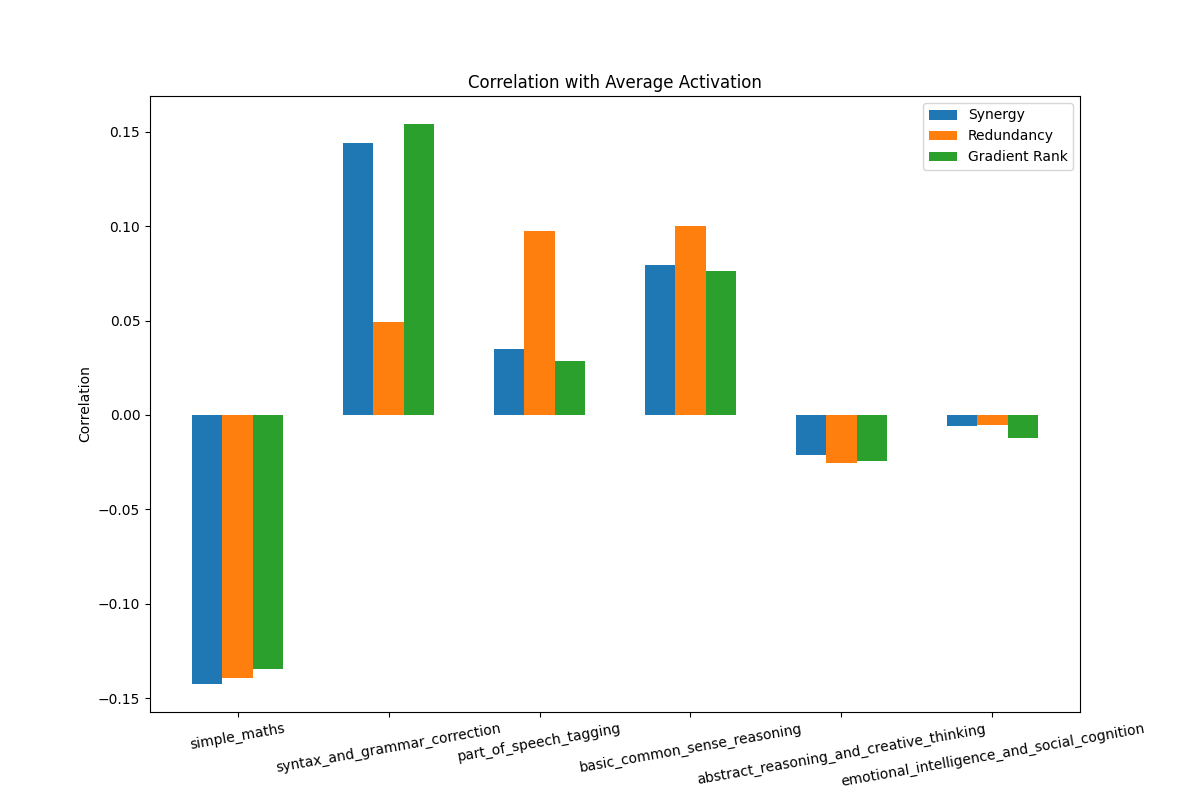 Correlation with Average Activation
Synergy
Redundancy
Gradient Rank
Correlation
0.15
0.10
0.05
0.00
−0.05
−0.10
−0.15
simple_maths
syntax_and_grammar_correction
part_of_speech_tagging
basic_common_sense_reasoning
abstract_reasoning_and_creative_thinking
emotional_intelligence_and_social_cognition